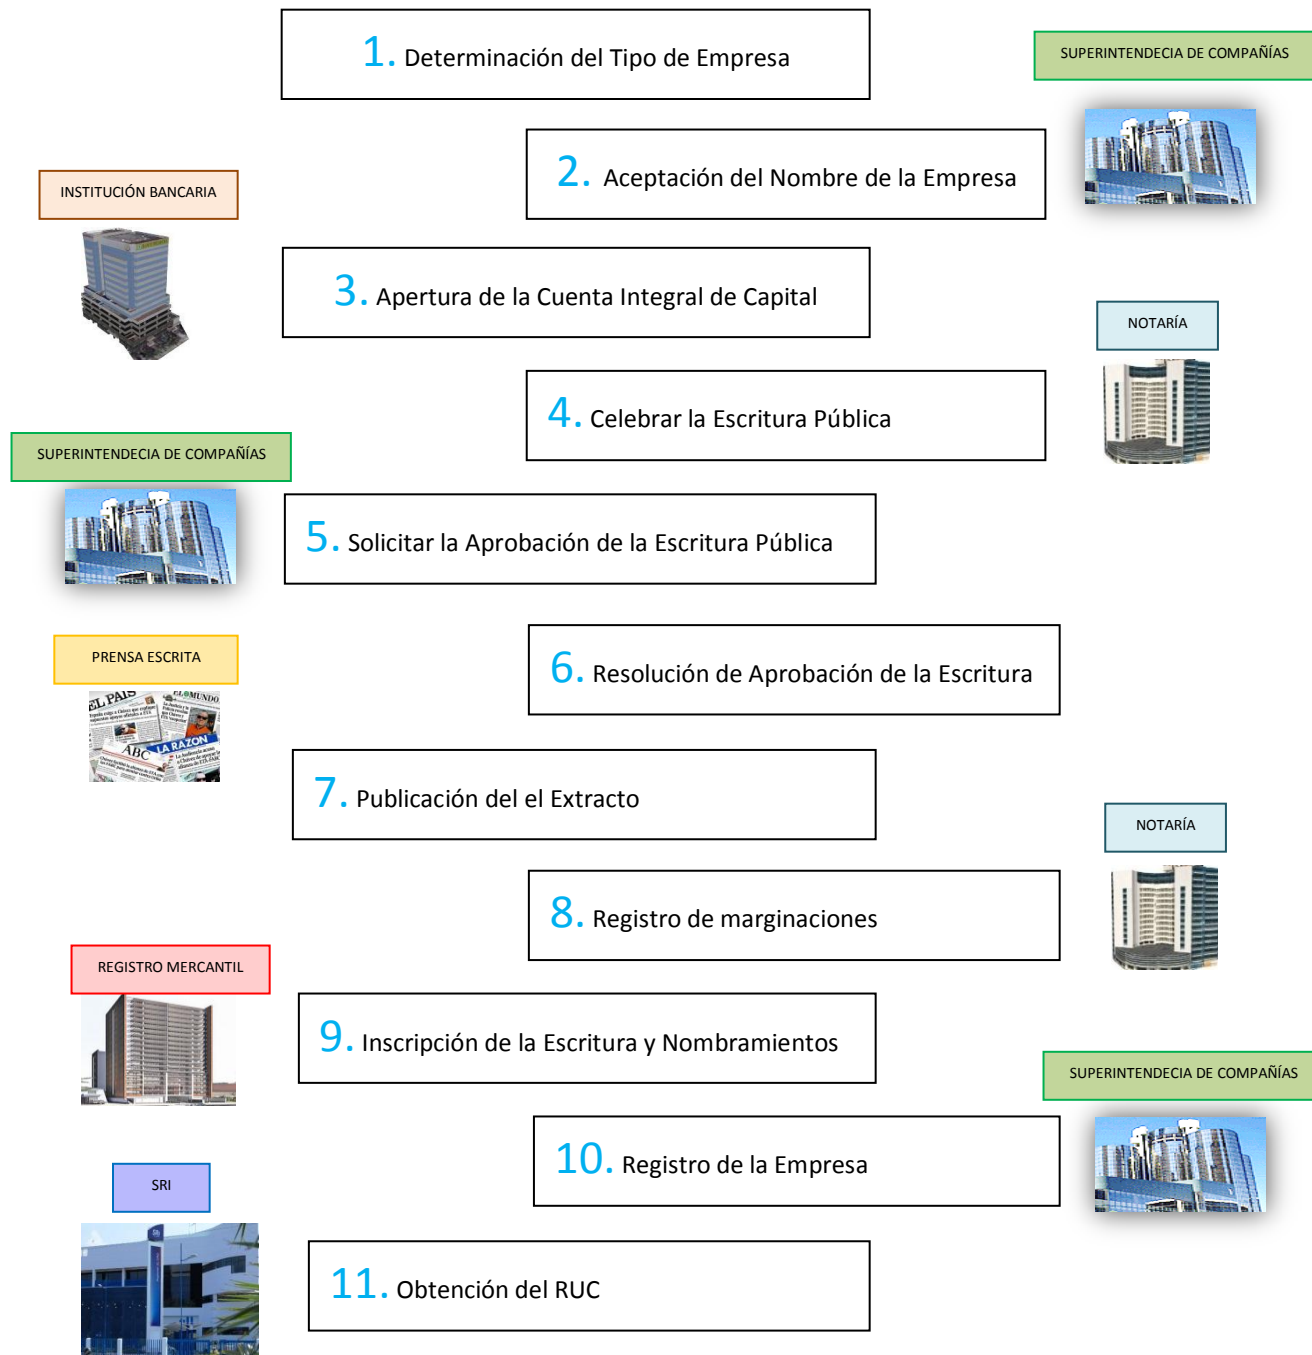 1. Determinación del Tipo de Empresa
SUPERINTENDECIA DE COMPAÑÍAS
2. Aceptación del Nombre de la Empresa
INSTITUCIÓN BANCARIA
3. Apertura de la Cuenta Integral de Capital
NOTARÍA
4. Celebrar la Escritura Pública
SUPERINTENDECIA DE COMPAÑÍAS
5. Solicitar la Aprobación de la Escritura Pública
PRENSA ESCRITA
6. Resolución de Aprobación de la Escritura
EL PAIS
EL MUNDO
ABC
LA RAZON
7. Publicación del el Extracto
NOTARÍA
8. Registro de marginaciones
REGISTRO MERCANTIL
9. Inscripción de la Escritura y Nombramientos
SUPERINTENDECIA DE COMPAÑÍAS
10. Registro de la Empresa
SRI
11. Obtención del RUC